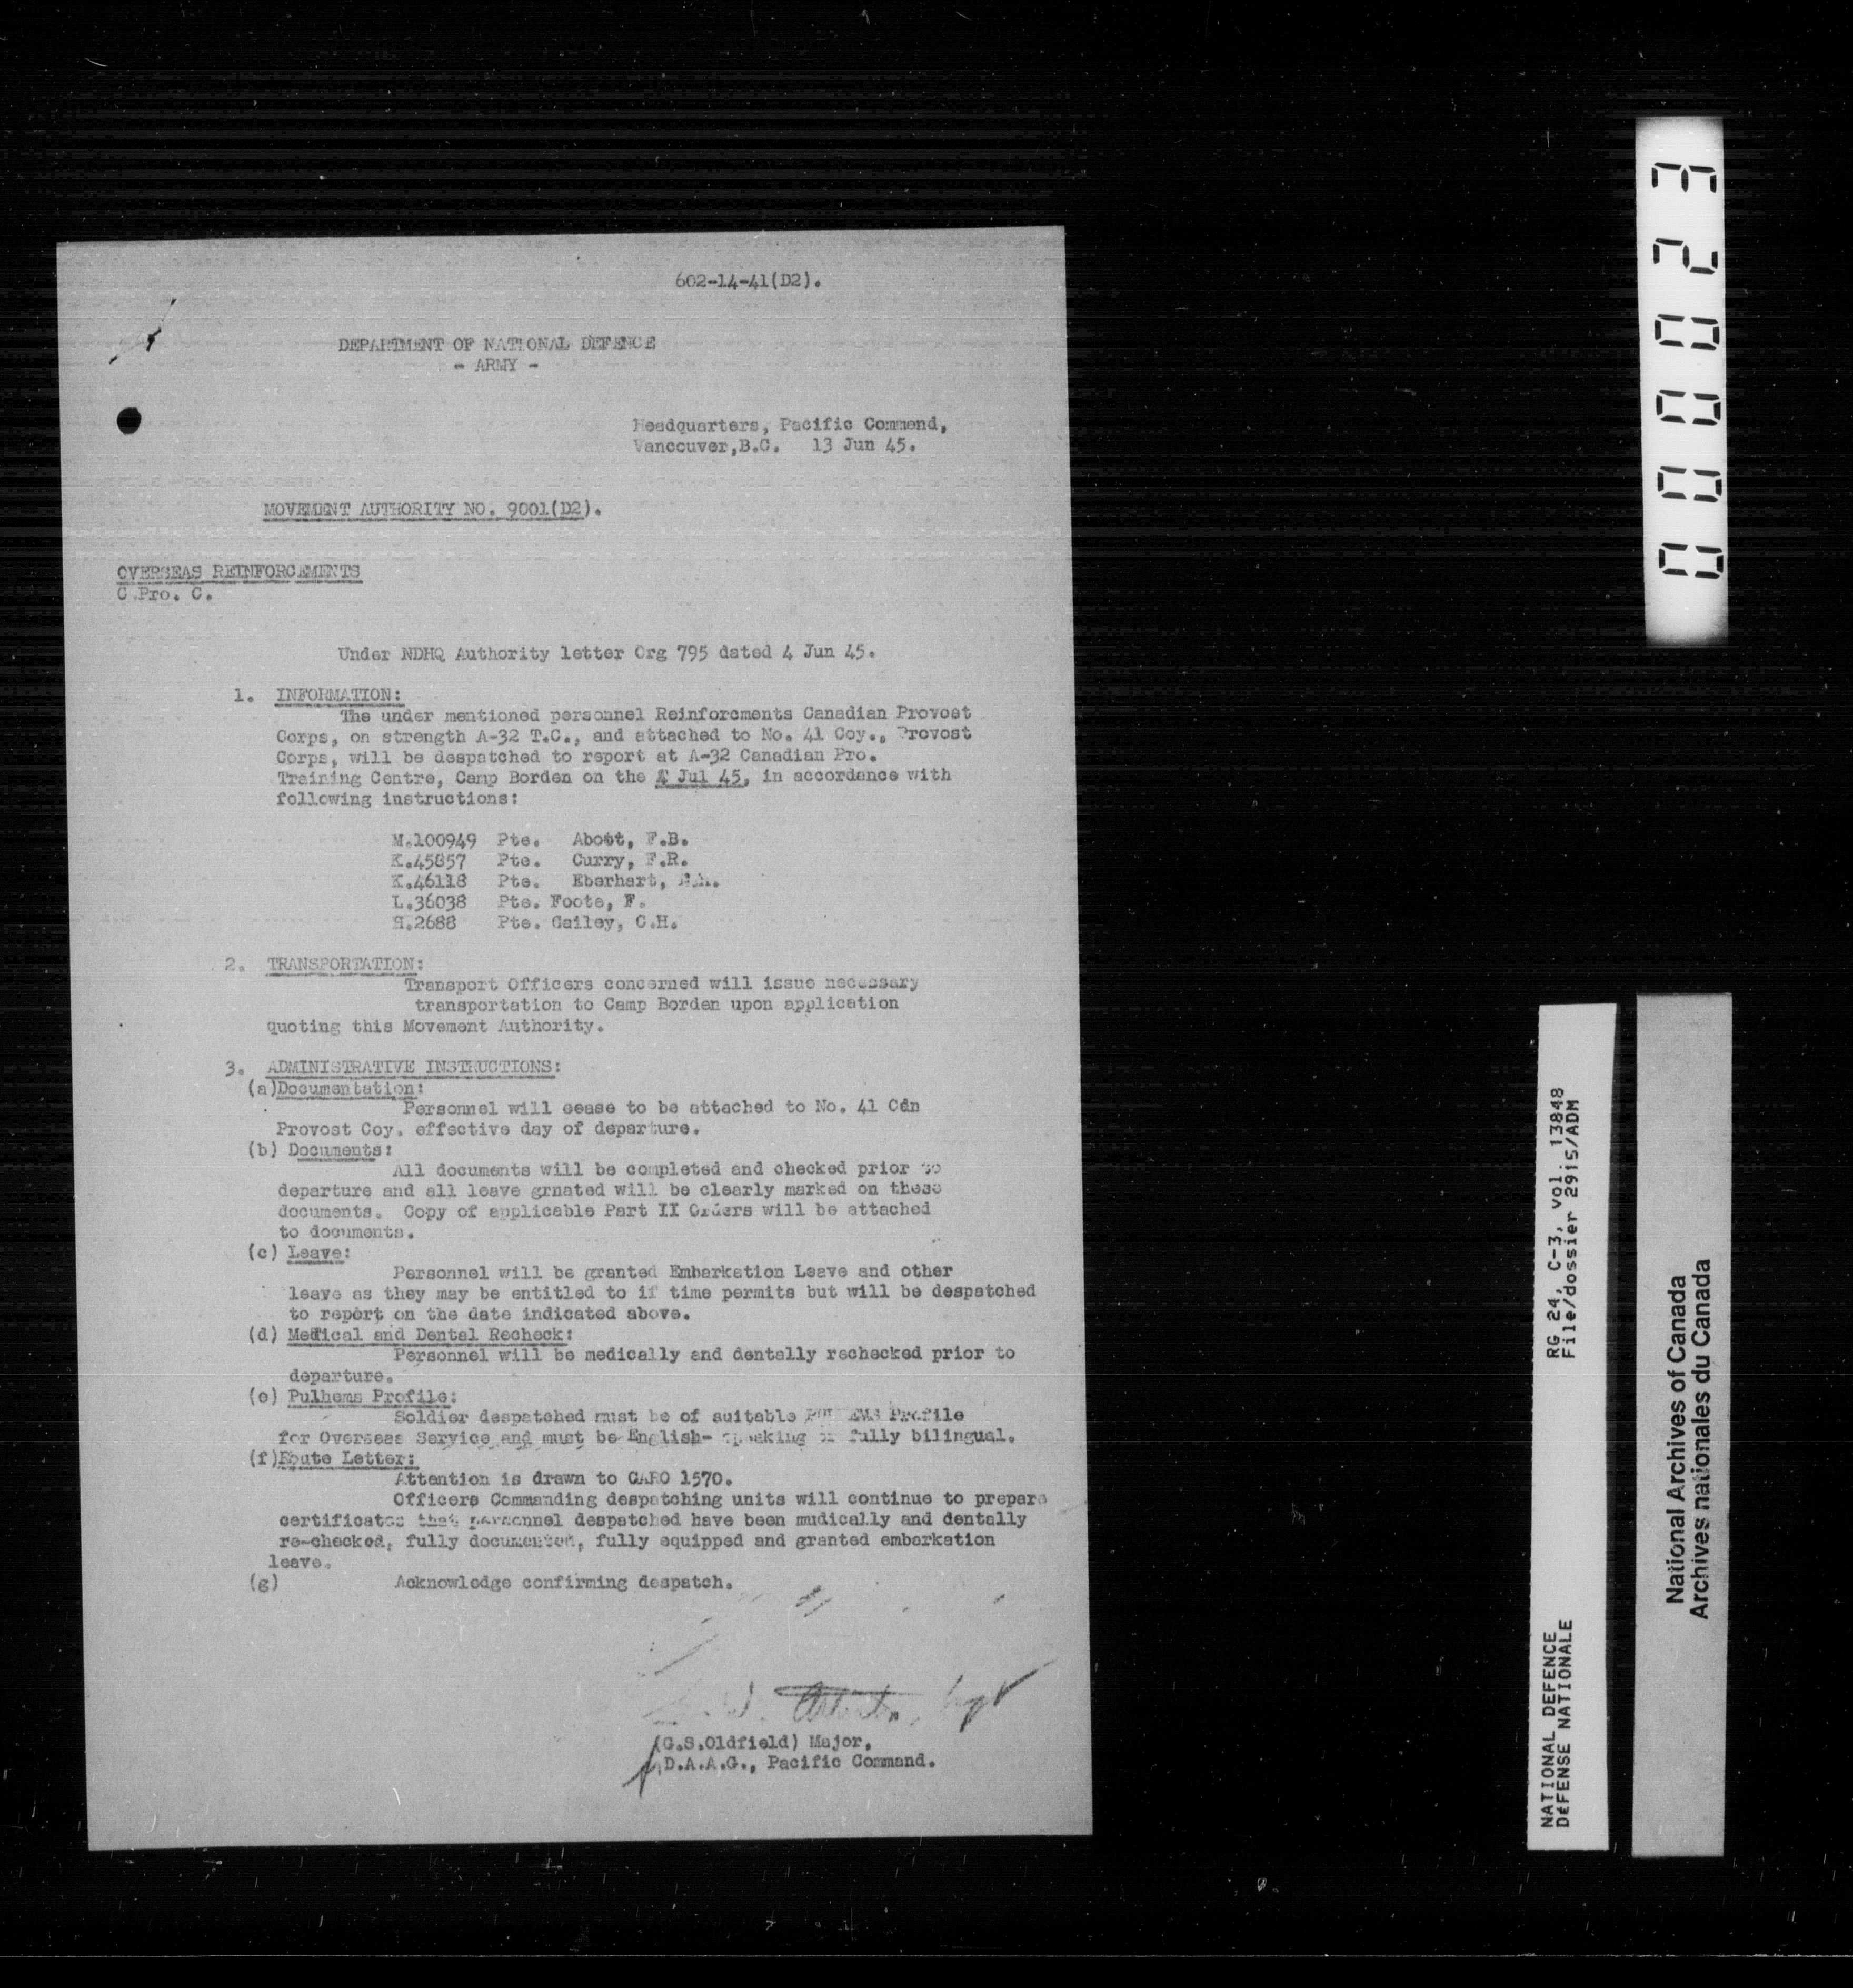 602-14-41(D2).
DEPARTMENT OF NATIONAL DEFENCE
- ARMY -
Headquarters, Pacific Command,
Vancouver,B.C. 13 Jun 45.
MOVEMENT AUTHORITY NO. 9001(D2).
OVERSEAS REINFORCEMENTS
C.Pro. C.
Under NDHQ Authority letter Org 795 dated 4 Jun 45.
1. INFORMATION:
The under mentioned personnel Reinforcments Canadian Provost
Corps, on strength A-32 T.C., and attached to No. 41 Coy., Provost
Corps, will be despatched to report at A-32 Canadian Pro.
Training Centre, Camp Borden on the 4 Jul 45, in accordance with
following instructions:
M.100949 Pte. Abott, F.B.
K.45857 Pte. Curry, F.R.
K.46118 Pte. Eberhart,
L.36038 Pte. Foote, F.
H.2688 Pte. Gailey, C.H.
2. TRANSPORTATION:
Transport Officers concerned will issue necessary
transportation to Camp Borden upon application
quoting this Movement Authority.
3. ADMINISTRATIVE INSTRUCTIONS:
(a)Documentation:
Personnel will cease to be attached to No. 41 Cdn
Provost Coy. effective day of departure.
(b) Documents:
All documents will be completed and checked prior to
departure and all leave grnated will be clearly marked on these
documents. Copy of applicable Part II Orders will be attached
to documents.
(c) Leave:
Personnel will be granted Embarkation Leave and other
leave as they may be entitled to if time permits but will be despatched
to report on the date indicated above.
(d) Medical and Dental Recheck:
Personnel will be medically and dentally rechecked prior to
departure.
(e) Pulhems Profile:
Soldier despatched must be of suitable PULHEMS Profile
for Overseas Service and must be English- speaking or fully bilingual.
(f)Route Letter:
Attention is drawn to CARO 1570.
Officers Commanding despatching units will continue to prepare
certificates that personnel despatched have been mudically and dentally
re-checked, fully documented, fully equipped and granted embarkation
leave.
(g) Acknowledge confirming despatch.
(G.S.Oldfield) Major,
D.A.A.G., Pacific Command.
000023
RG 24, C-3, vol. 13848
File/dossier 2915/ADM
NATIONAL DEFENCE
DÉFENSE NATIONALE
National Archives of Canada
Archives nationales du Canada